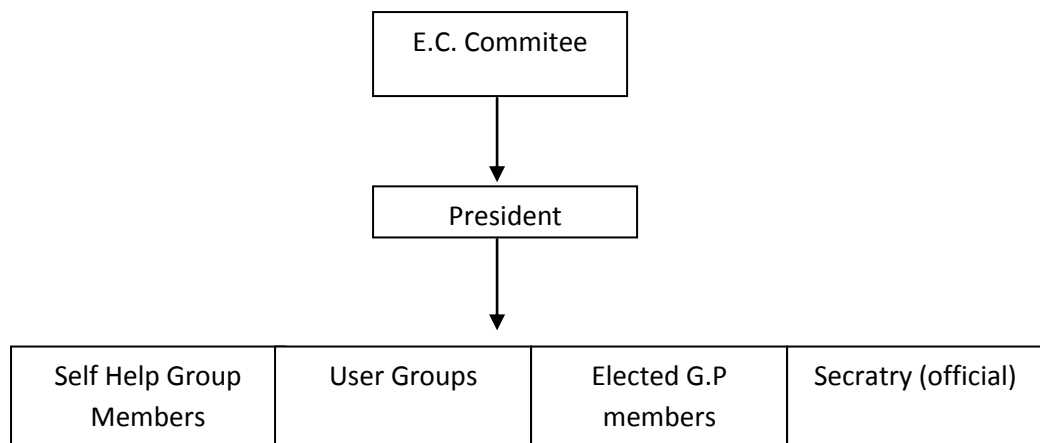 E.C. Commitee
President
Self Help Group
Members
User Groups
Elected G.P
members
Secratry (official)